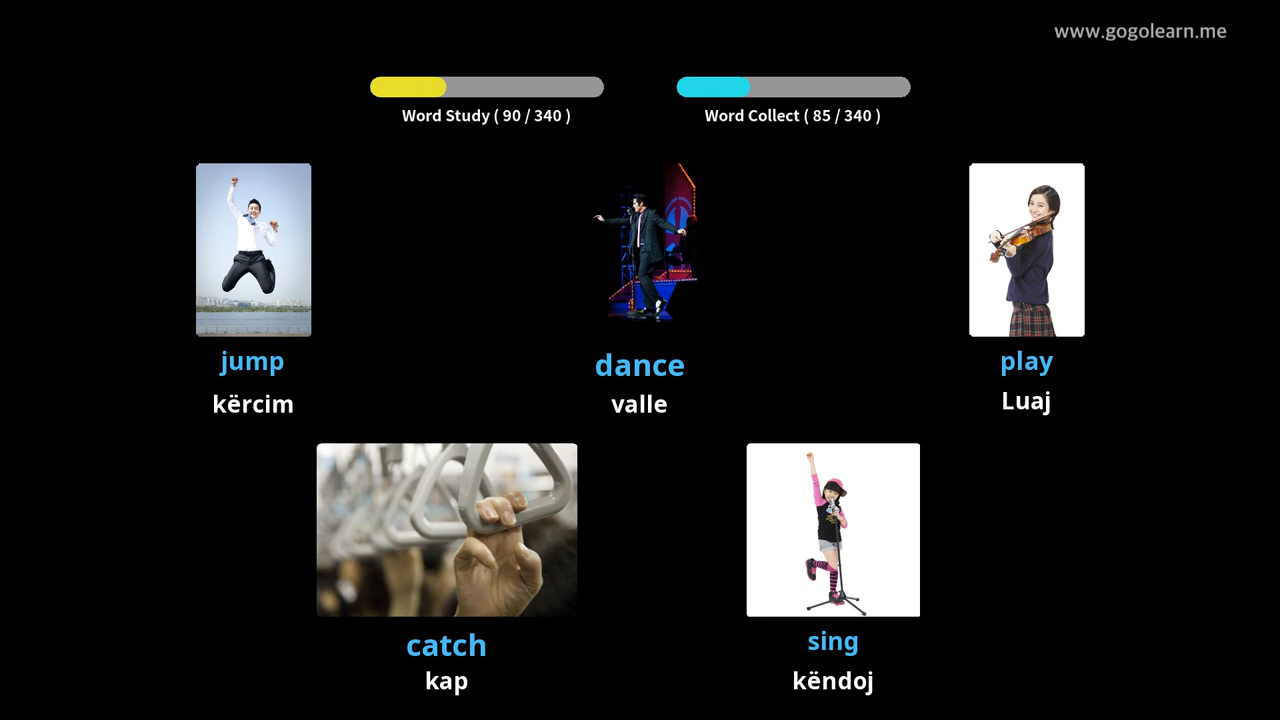 www.gogolearn.me
Word Study ( 90 / 340 )
Word Collect ( 85 / 340 )
jump
kërcim
dance
valle
play
Luaj
catch
kap
sing
këndoj